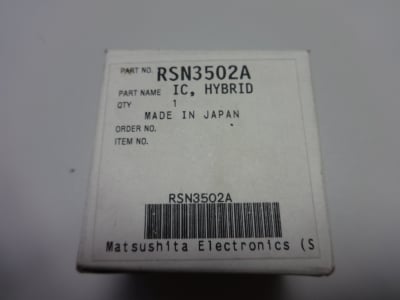 PART NO. RSN3502A
PART NAME IC, HYBRID
QTY 1
MADE IN JAPAN
ORDER NO.
ITEM NO.
RSN3502A
Matsushita Electronics (S